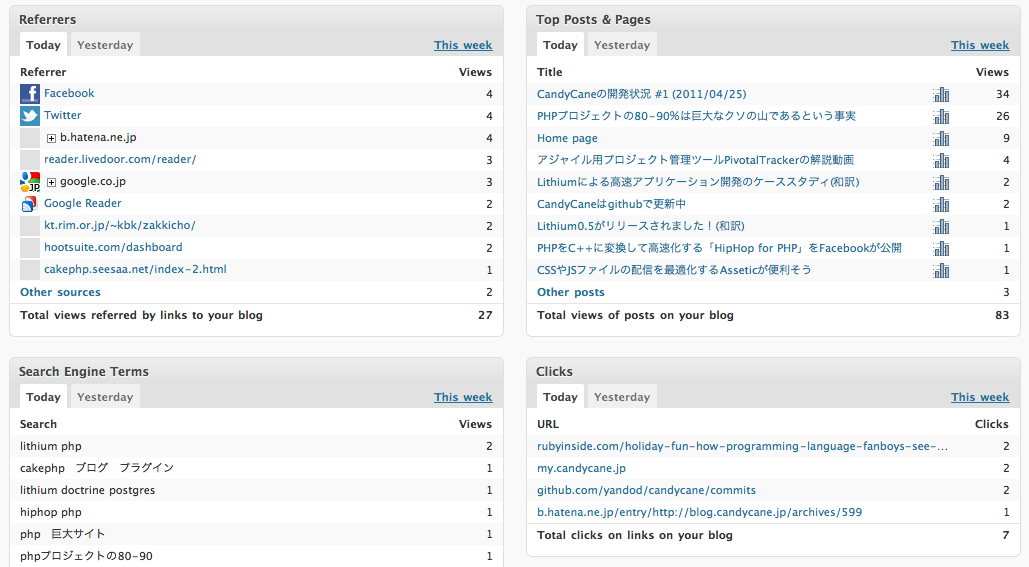 Referrers
Today Yesterday This week
Referrer Views
Facebook 4
Twitter 4
b.hatena.ne.jp 4
reader.livedoor.com/reader/ 3
google.co.jp 3
Google Reader 2
kt.rim.or.jp/~kbk/zakkicho/ 2
hootsuite.com/dashboard 2
cakephp.seesaa.net/index-2.html 1
Other sources 2
Total views referred by links to your blog 27
Top Posts & Pages
Today Yesterday This week
Title Views
CandyCaneの開発状況 #1 (2011/04/25) 34
PHPプロジェクトの80-90%は巨大なクソの山であるという事実 26
Home page 9
アジャイル用プロジェクト管理ツールPivotalTrackerの解説動画 4
Lithiumによる高速アプリケーション開発のケーススタディ(和訳) 2
CandyCaneはgithubで更新中 2
Lithium0.5がリリースされました！(和訳) 1
PHPをC++に変換して高速化する「HipHop for PHP」をFacebookが公開 1
CSSやJSファイルの配信を最適化するAsseticが便利そう 1
Other posts 3
Total views of posts on your blog 83
Search Engine Terms
Today Yesterday This week
Search Views
lithium php 2
cakephp　ブログ　プラグイン 1
lithium doctrine postgres 1
hiphop php 1
php　巨大サイト 1
phpプロジェクトの80-90 1
Clicks
Today Yesterday This week
URL Clicks
rubyinside.com/holiday-fun-how-programming-language-fanboys-see-... 2
my.candycane.jp 2
github.com/yandod/candycane/commits 2
b.hatena.ne.jp/entry/http://blog.candycane.jp/archives/599 1
Total clicks on links on your blog 7